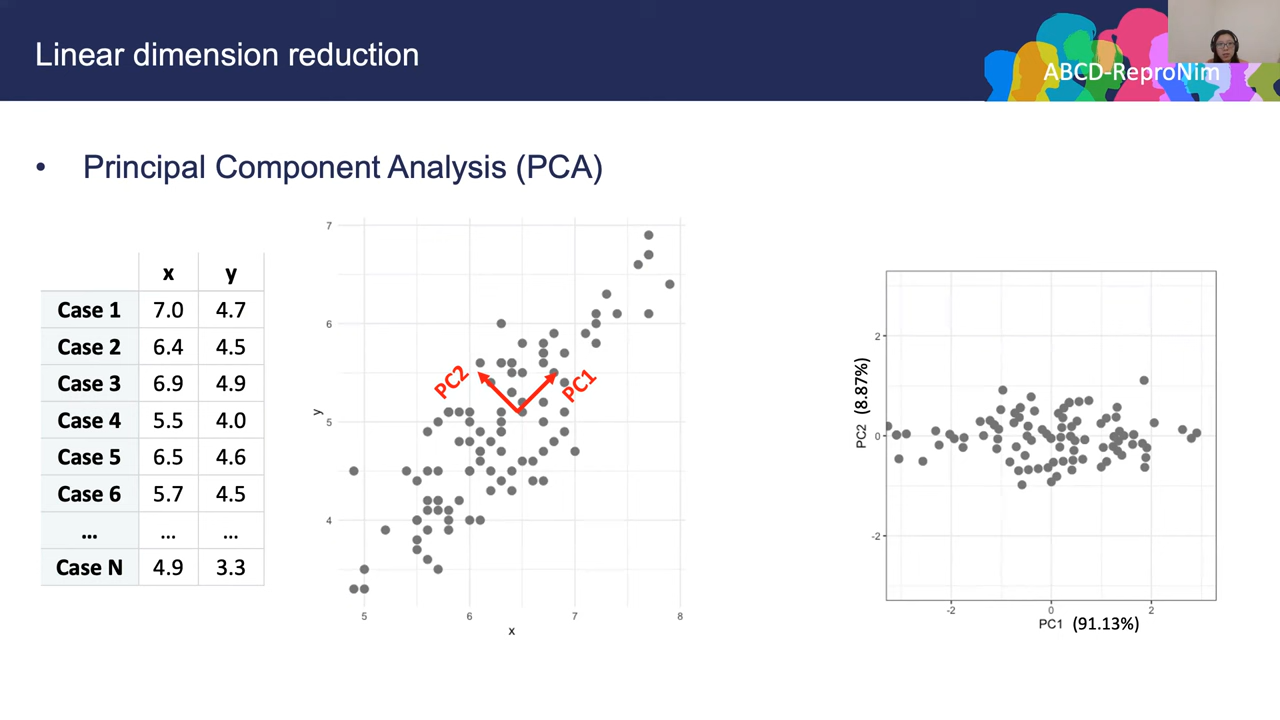 Linear dimension reduction
ABCD-ReproNim
• Principal Component Analysis (PCA)
x y
Case 1 7.0 4.7
Case 2 6.4 4.5
Case 3 6.9 4.9
Case 4 5.5 4.0
Case 5 6.5 4.6
Case 6 5.7 4.5
... ... ...
Case N 4.9 3.3
7
6
5
4
y
5 6 7 8
x
PC2
PC1
2
0
-2
PC2 (8.87%)
-2 0 2
PC1 (91.13%)